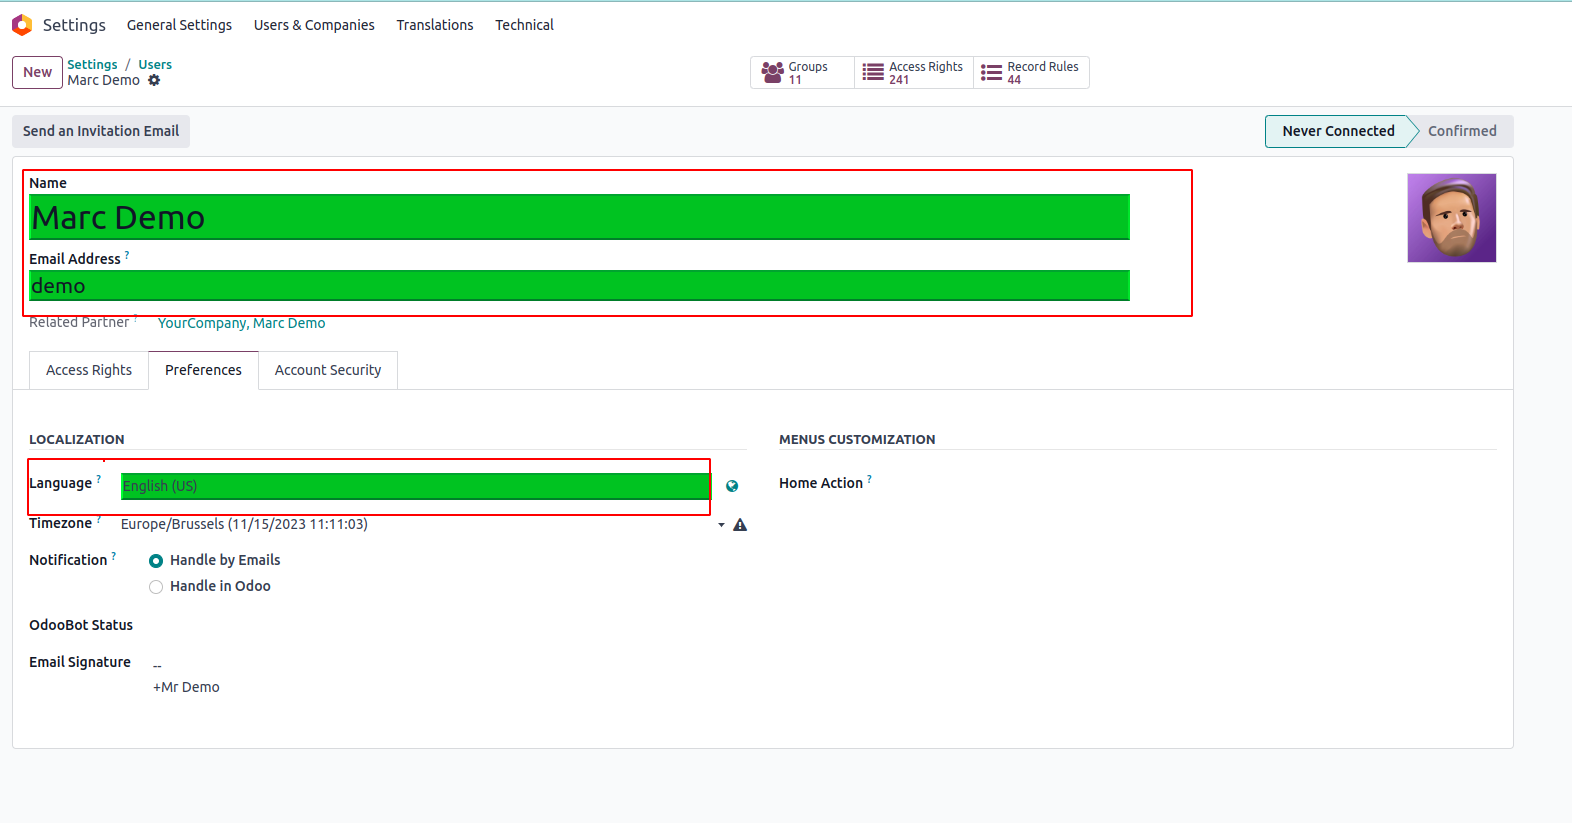 Settings General Settings Users & Companies Translations Technical
New Settings / Users
Marc Demo
Groups
11
Access Rights
241
Record Rules
44
Send an Invitation Email
Never Connected Confirmed
Name
Marc Demo
Email Address ?
demo
Related Partner ? YourCompany, Marc Demo
Access Rights Preferences Account Security
LOCALIZATION
Language ? English (US)
Timezone ? Europe/Brussels (11/15/2023 11:11:03)
Notification ? Handle by Emails
Handle in Odoo
OdooBot Status
Email Signature --
+Mr Demo
MENUS CUSTOMIZATION
Home Action ?